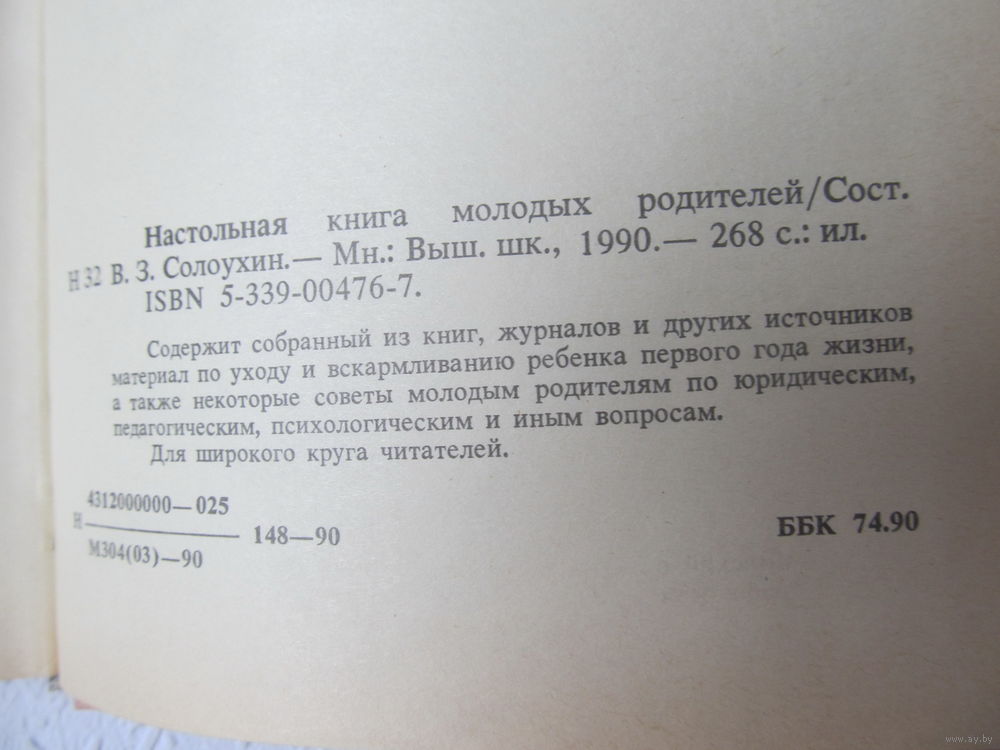 Настольная книга молодых родителей/Сост.
Н 32 В. З. Солоухин.— Мн.: Выш. шк., 1990.— 268 с.: ил.
ISBN 5-339-00476-7.
Содержит собранный из книг, журналов и других источников
материал по уходу и вскармливанию ребенка первого года жизни,
а также некоторые советы молодым родителям по юридическим,
педагогическим, психологическим и иным вопросам.
Для широкого круга читателей.
4312000000—025
Н 148—90
М304(03)—90
ББК 74.90
www.ay.by